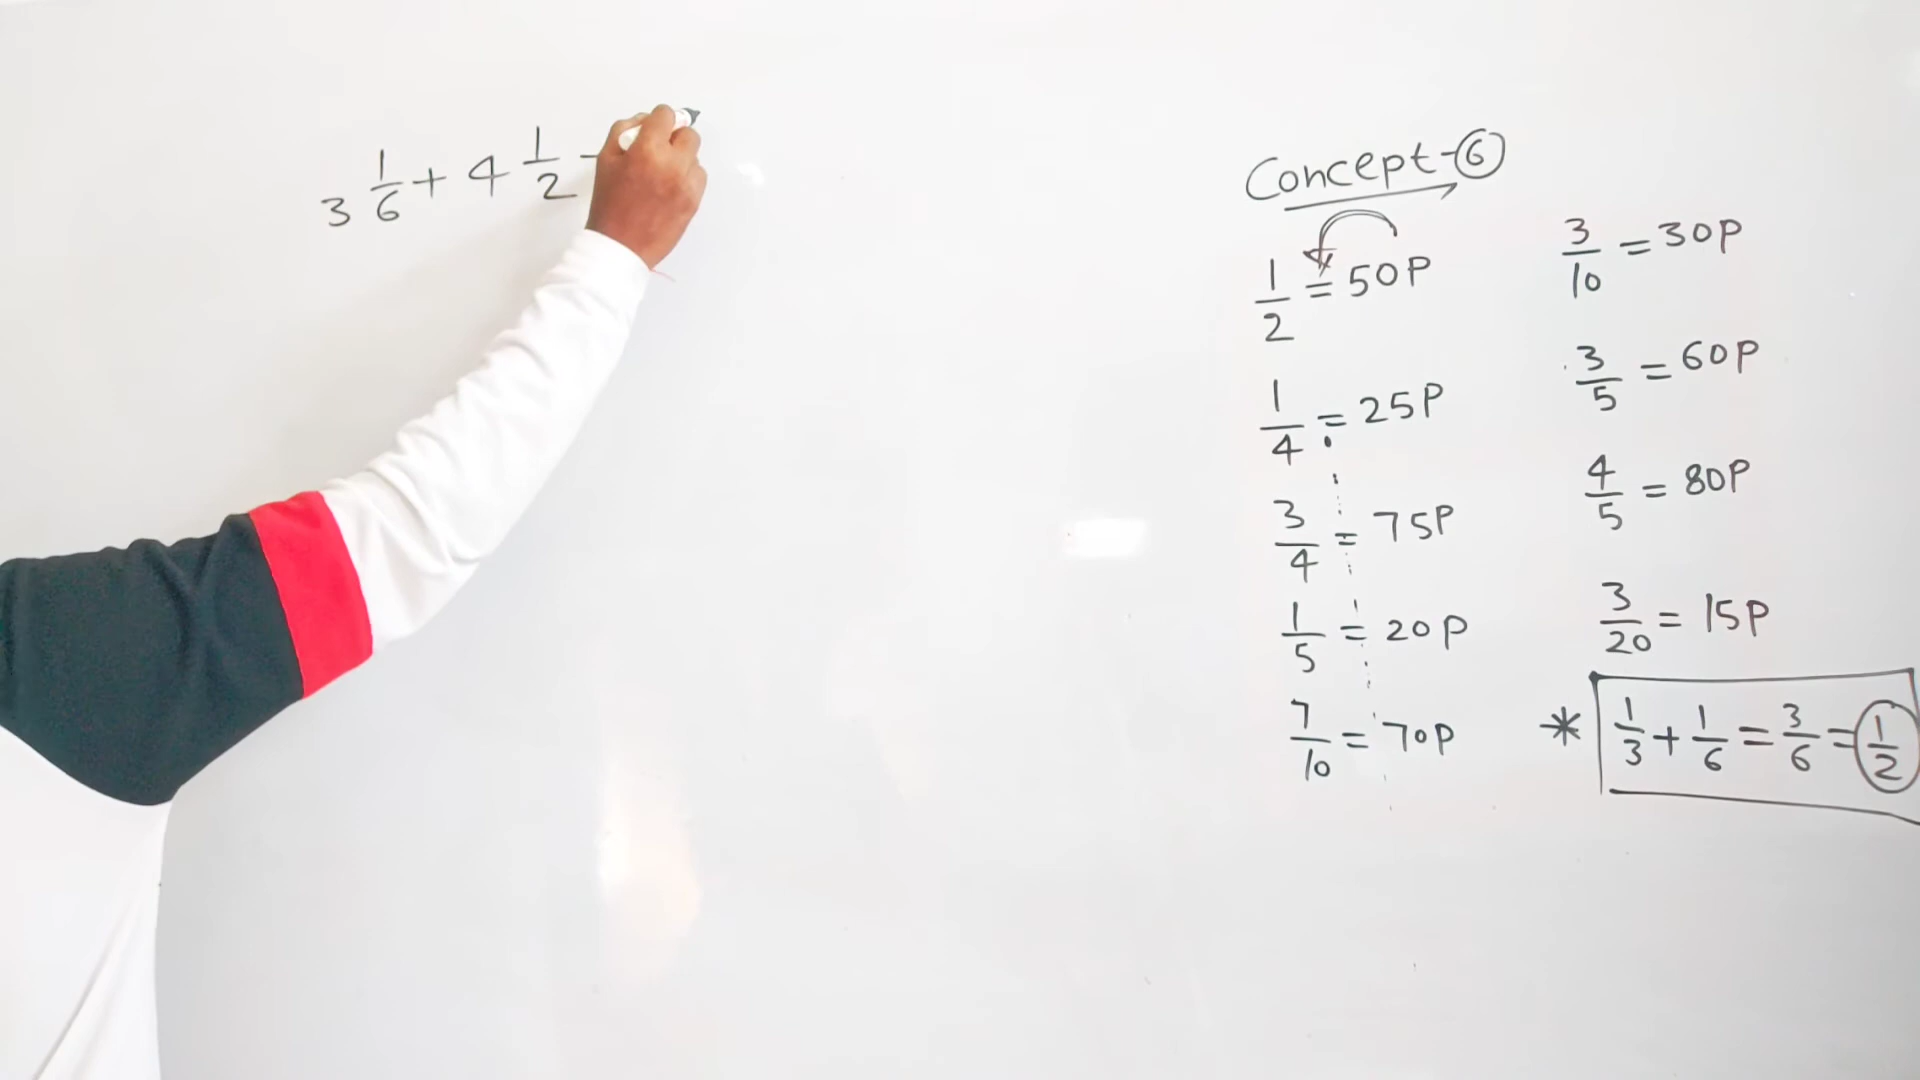 3 1/6 + 4 1/2
Concept-⑥
1/2 = 50P
1/4 = 25P
3/4 = 75P
1/5 = 20P
7/10 = 70P
3/10 = 30P
3/5 = 60P
4/5 = 80P
3/20 = 15P
* 1/3 + 1/6 = 3/6 = 1/2